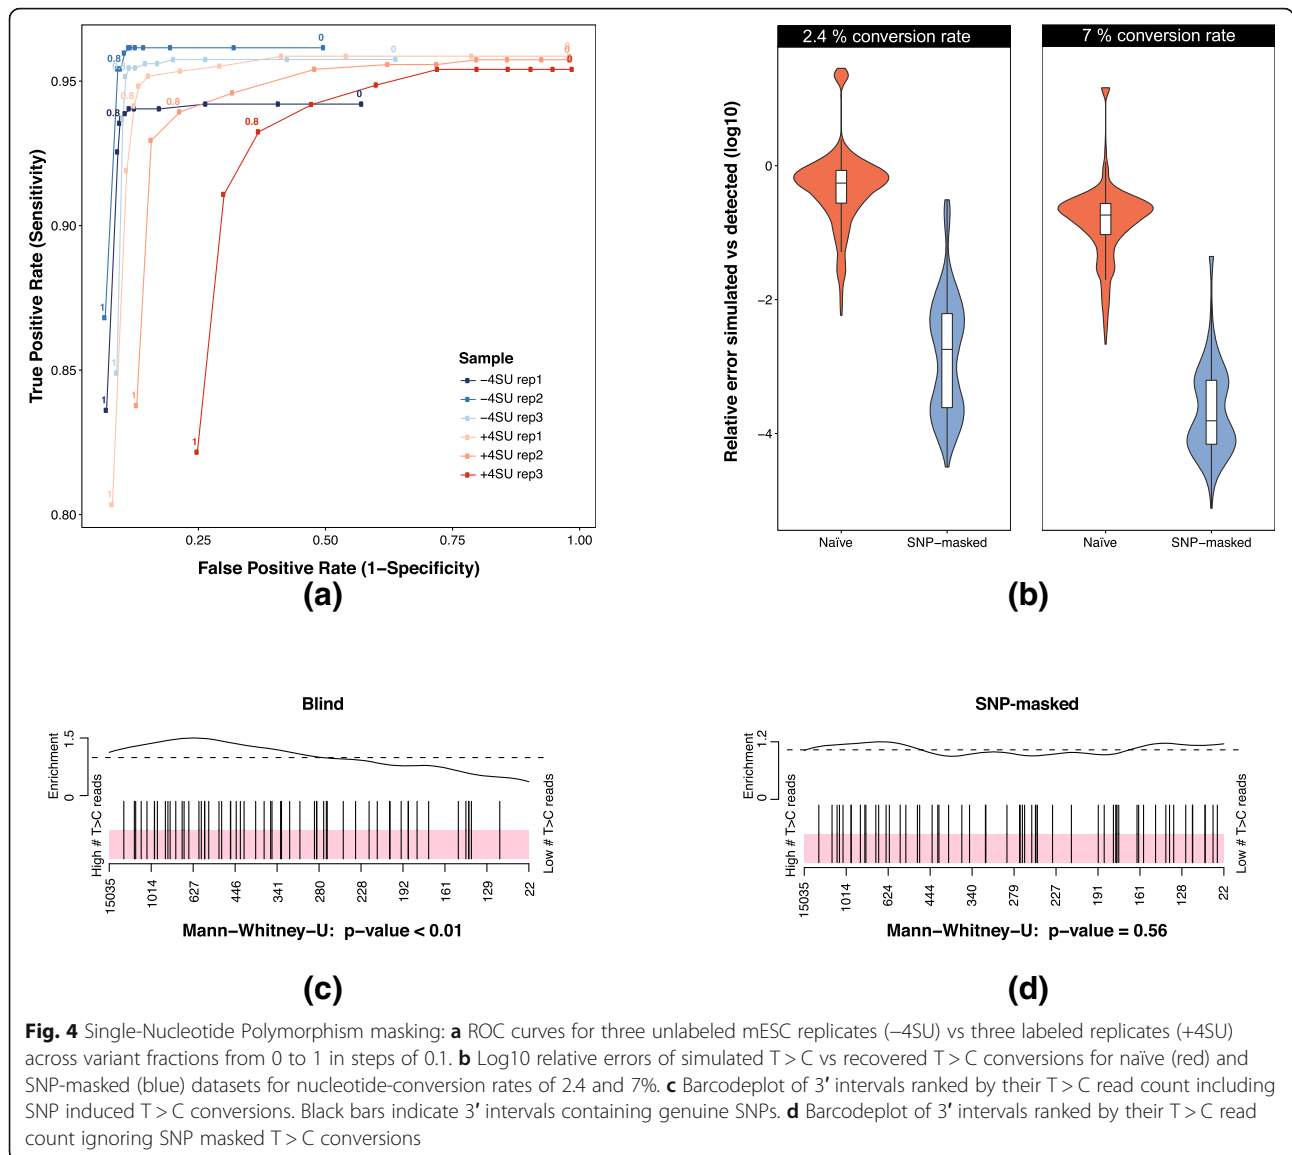 True Positive Rate (Sensitivity)
0.95
0.90
0.85
0.80
0
0
0
0
0
0.8
0.8
0.8
0.8
0.8
1
1
1
1
1
1
Sample
−4SU rep1
−4SU rep2
−4SU rep3
+4SU rep1
+4SU rep2
+4SU rep3
0.25 0.50 0.75 1.00
False Positive Rate (1−Specificity)
(a)
2.4 % conversion rate 7 % conversion rate
Relative error simulated vs detected (log10)
0
−2
−4
Naïve SNP−masked Naïve SNP−masked
(b)
Blind
Enrichment
1.5
0
High # T>C reads
Low # T>C reads
15035 1014 627 446 341 280 228 192 161 129 22
Mann−Whitney−U: p−value < 0.01
(c)
SNP-masked
Enrichment
1.2
0
High # T>C reads
Low # T>C reads
15035 1014 624 444 340 279 227 191 161 128 22
Mann−Whitney−U: p−value = 0.56
(d)
Fig. 4 Single-Nucleotide Polymorphism masking: a ROC curves for three unlabeled mESC replicates (−4SU) vs three labeled replicates (+4SU)
across variant fractions from 0 to 1 in steps of 0.1. b Log10 relative errors of simulated T > C vs recovered T > C conversions for naïve (red) and
SNP-masked (blue) datasets for nucleotide-conversion rates of 2.4 and 7%. c Barcodeplot of 3′ intervals ranked by their T > C read count including
SNP induced T > C conversions. Black bars indicate 3′ intervals containing genuine SNPs. d Barcodeplot of 3′ intervals ranked by their T > C read
count ignoring SNP masked T > C conversions